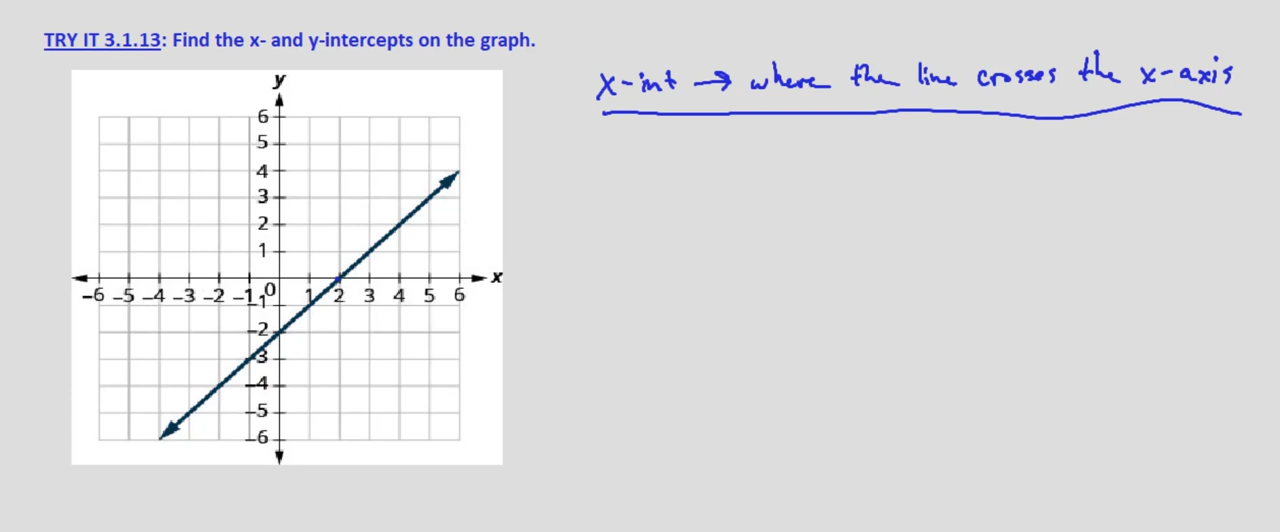 TRY IT 3.1.13: Find the x- and y-intercepts on the graph.
x-int → where the line crosses the x-axis
y
6
5
4
3
2
1
x
−6 −5 −4 −3 −2 −1 0 1 2 3 4 5 6
−1
−2
−3
−4
−5
−6